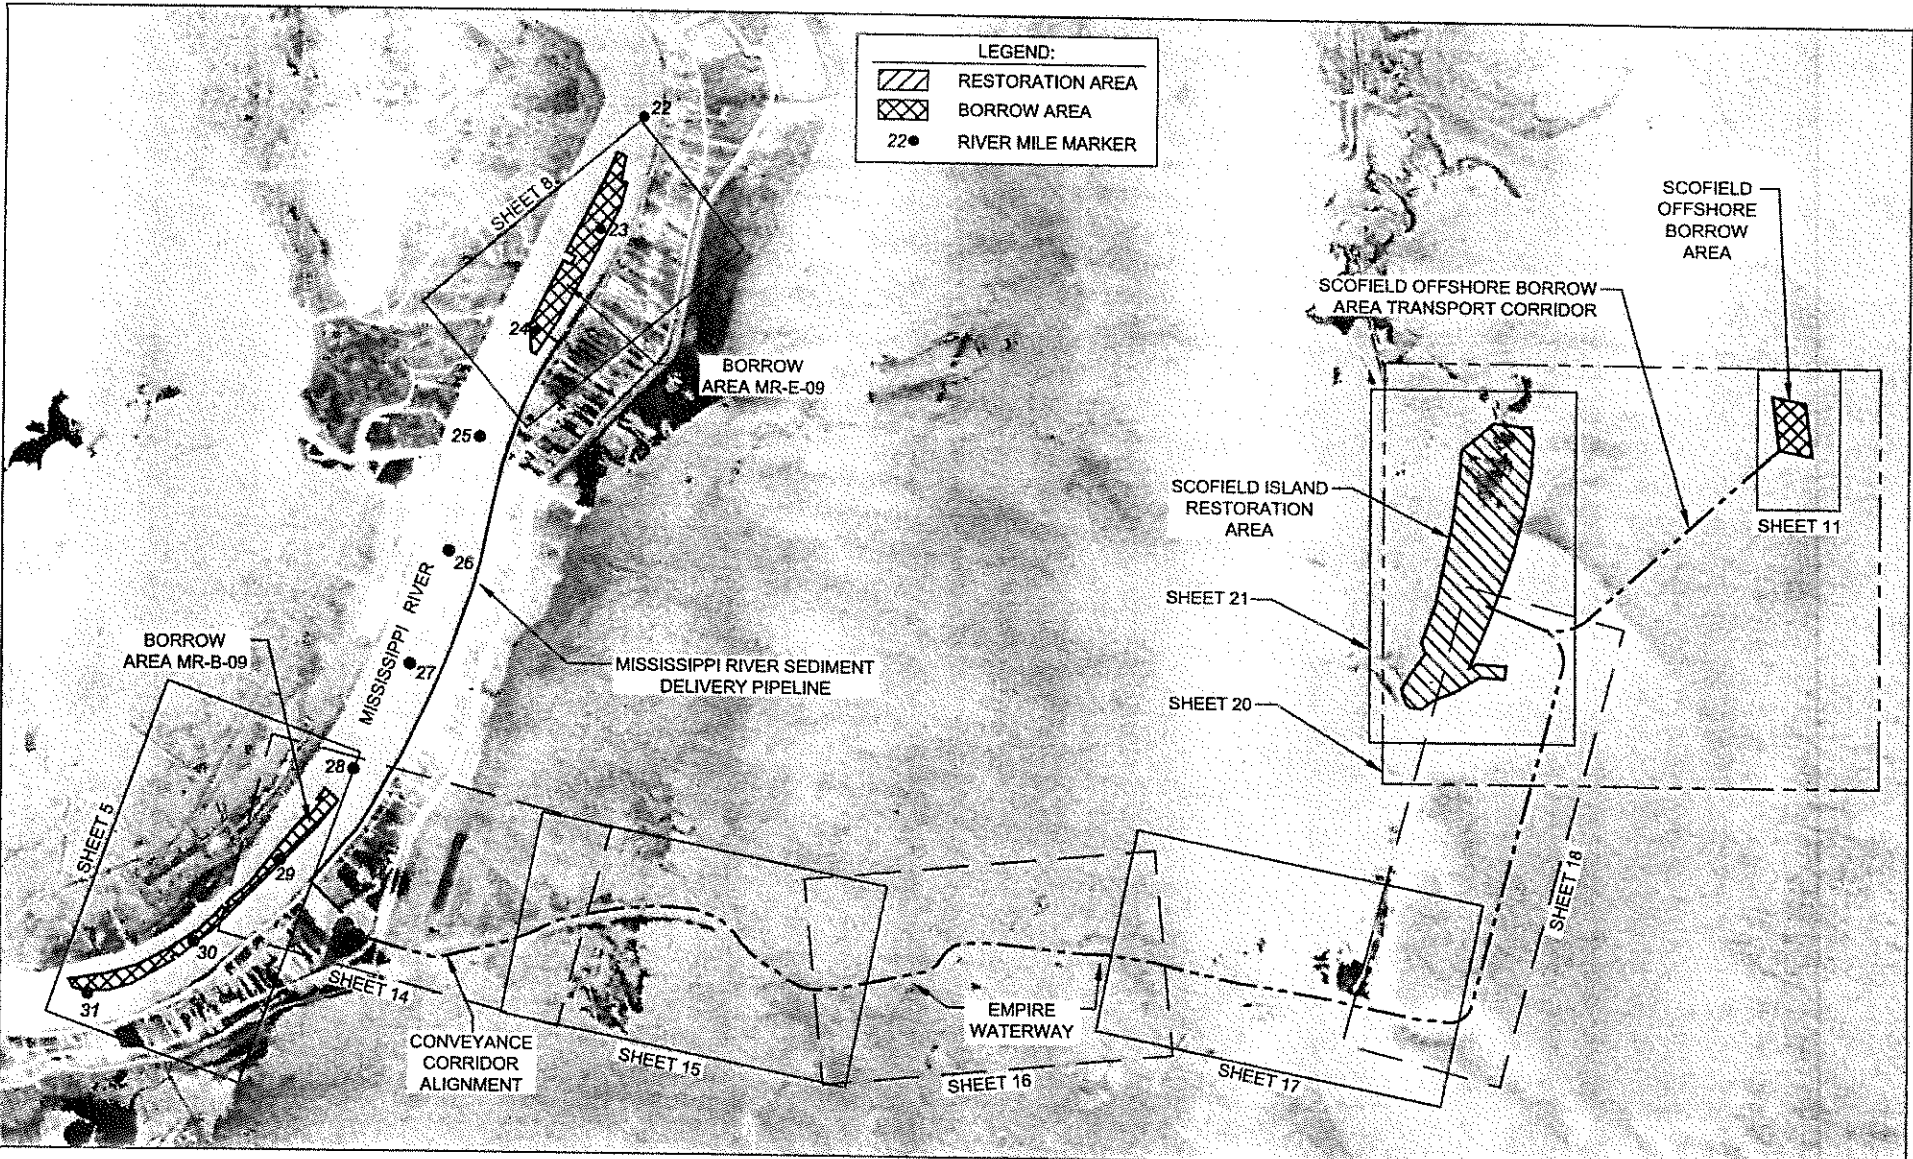 LEGEND:
RESTORATION AREA
BORROW AREA
22 RIVER MILE MARKER
22
SHEET 8
23
24
BORROW
AREA MR-E-09
25
26
MISSISSIPPI RIVER
27
MISSISSIPPI RIVER SEDIMENT
DELIVERY PIPELINE
BORROW
AREA MR-B-09
28
SHEET 5
29
30
31
SHEET 14
CONVEYANCE
CORRIDOR
ALIGNMENT
SHEET 15
EMPIRE
WATERWAY
SHEET 16
SHEET 17
SHEET 18
SCOFIELD
OFFSHORE
BORROW
AREA
SCOFIELD OFFSHORE BORROW
AREA TRANSPORT CORRIDOR
SCOFIELD ISLAND
RESTORATION
AREA
SHEET 11
SHEET 21
SHEET 20